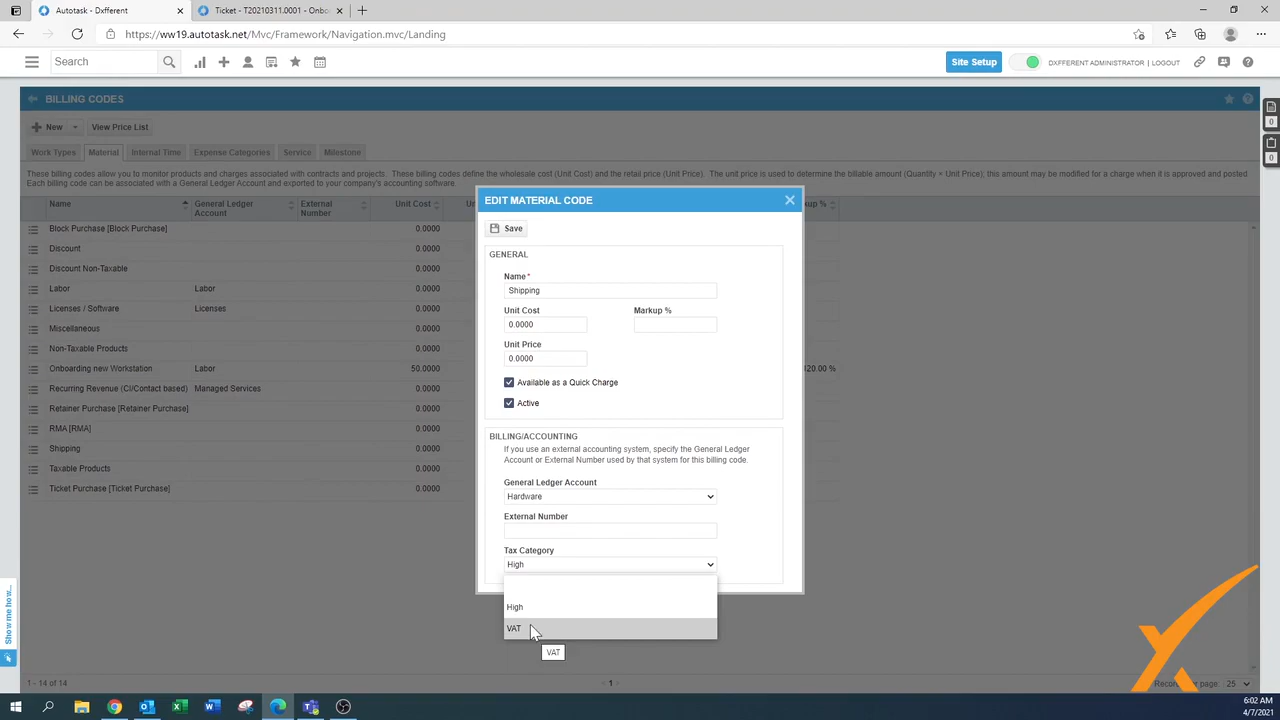 Autotask - Dxfferent
Ticket - T20210311.0001 - Onbo
https://ww19.autotask.net/Mvc/Framework/Navigation.mvc/Landing
Search
Site Setup
DXFFERENT ADMINISTRATOR | LOGOUT
BILLING CODES
New
View Price List
0
0
Work Types
Material
Internal Time
Expense Categories
Service
Milestone
These billing codes allow you to monitor products and charges associated with contracts and projects. These billing codes define the wholesale cost (Unit Cost) and the retail price (Unit Price). The unit price is used to determine the billable amount (Quantity × Unit Price); this amount may be modified for a charge when it is approved and posted
Each billing code can be associated with a General Ledger Account and exported to your company's accounting software.
Name
General Ledger
Account
External
Number
Unit Cost
Un
kup %
Block Purchase [Block Purchase] 0.0000
Discount 0.0000
Discount Non-Taxable 0.0000
Labor Labor 0.0000
Licenses / Software Licenses 0.0000
Miscellaneous 0.0000
Non-Taxable Products 0.0000
Onboarding new Workstation Labor 50.0000 120.00 %
Recurring Revenue (CI/Contact based) Managed Services 0.0000
Retainer Purchase [Retainer Purchase] 0.0000
RMA [RMA] 0.0000
Shipping 0.0000
Taxable Products 0.0000
Ticket Purchase [Ticket Purchase] 0.0000
EDIT MATERIAL CODE
Save
GENERAL
Name *
Shipping
Unit Cost
Markup %
0.0000
Unit Price
0.0000
Available as a Quick Charge
Active
BILLING/ACCOUNTING
If you use an external accounting system, specify the General Ledger
Account or External Number used by that system for this billing code.
General Ledger Account
Hardware
External Number
Tax Category
High
High
VAT
VAT
Show me how...
1 - 14 of 14
1
page
25
6:02 AM
4/7/2021